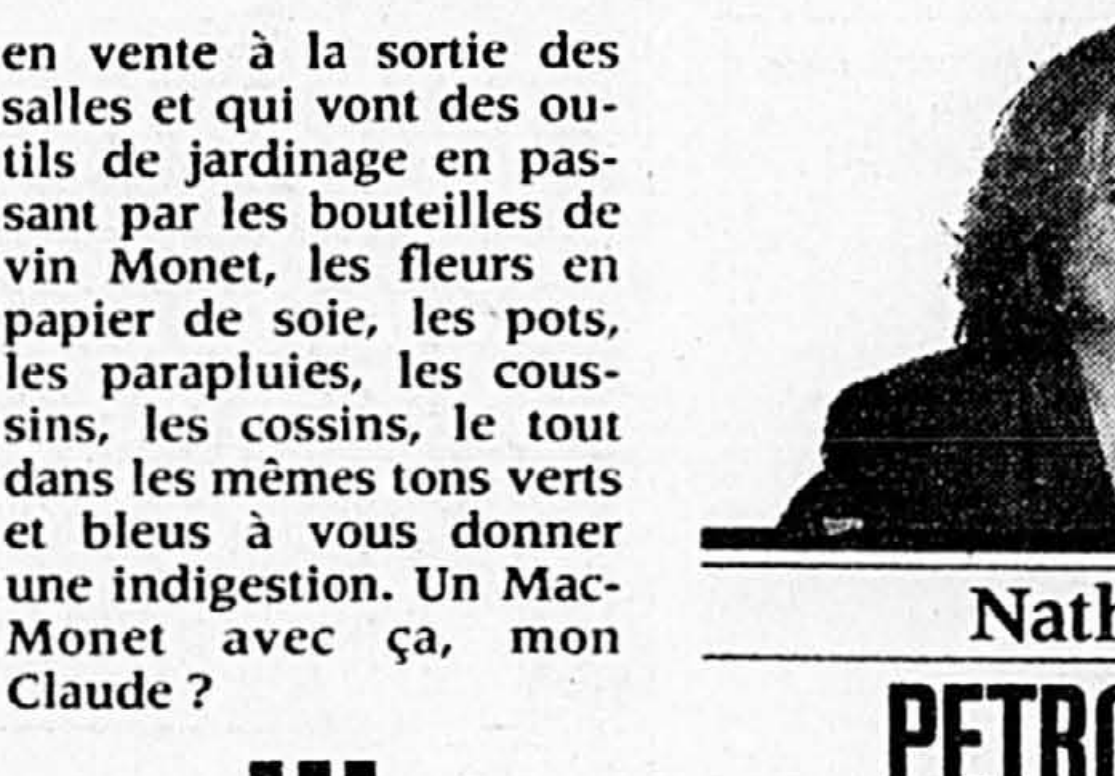 en vente à la sortie des
salles et qui vont des ou-
tils de jardinage en pas-
sant par les bouteilles de
vin Monet, les fleurs en
papier de soie, les pots,
les parapluies, les cous-
sins, les cossins, le tout
dans les mêmes tons verts
et bleus à vous donner
une indigestion. Un Mac-
Monet avec ça, mon
Claude ?
Nath
PETRO